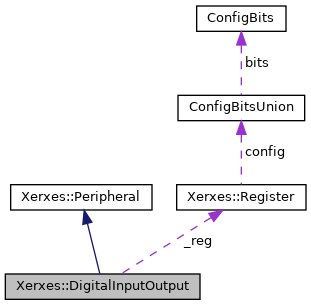 ConfigBits
bits
ConfigBitsUnion
config
Xerxes::Peripheral
Xerxes::Register
_reg
Xerxes::DigitalInputOutput